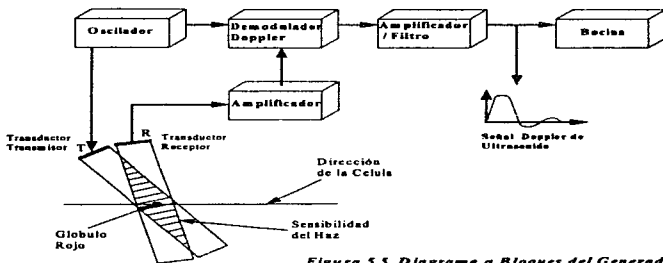 Oscilador
Demodulador
Doppler
Amplificador
/ Filtro
Bocina
Amplificador
Transductor
Transmisor
T
R
Transductor
Receptor
Señal Doppler de
Ultrasonido
Dirección
de la Celula
Globulo
Rojo
Sensibilidad
del Haz
Figura 5.5 Diagrama a Bloques del Generad